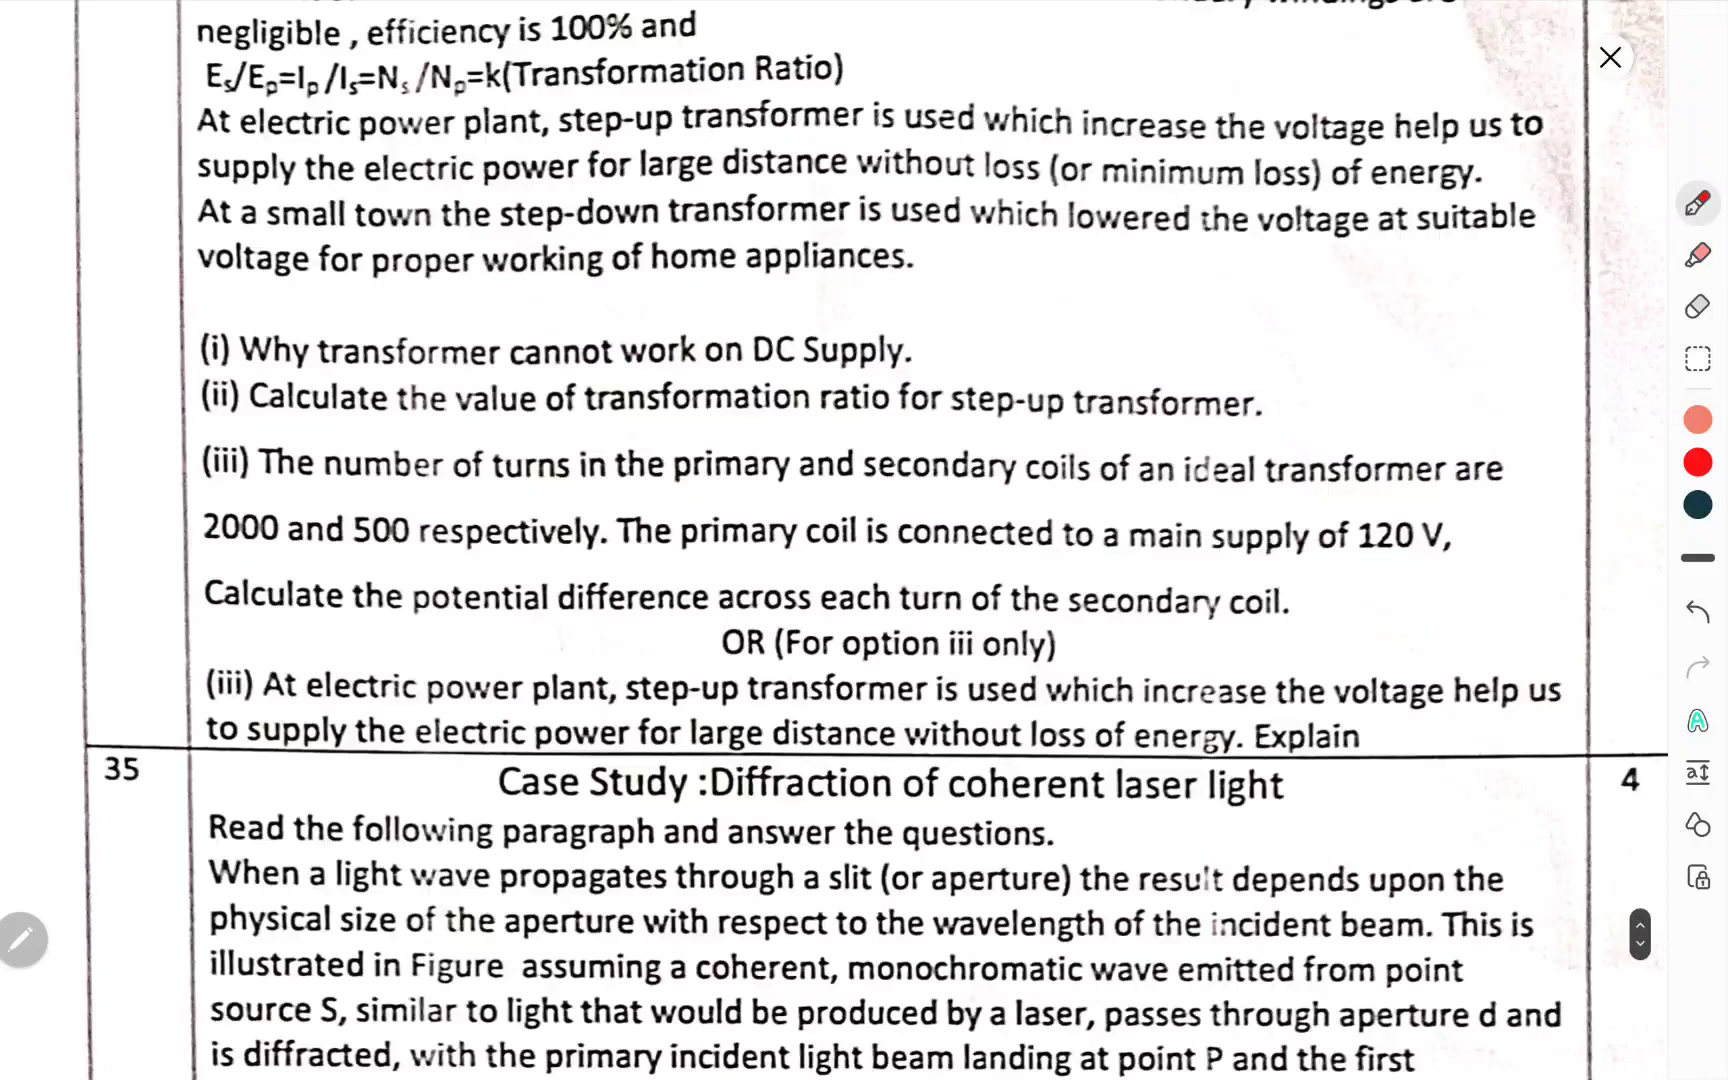 negligible , efficiency is 100% and
Es/Ep=Ip /Is=Ns /Np=k(Transformation Ratio)
At electric power plant, step-up transformer is used which increase the voltage help us to
supply the electric power for large distance without loss (or minimum loss) of energy.
At a small town the step-down transformer is used which lowered the voltage at suitable
voltage for proper working of home appliances.
(i) Why transformer cannot work on DC Supply.
(ii) Calculate the value of transformation ratio for step-up transformer.
(iii) The number of turns in the primary and secondary coils of an ideal transformer are
2000 and 500 respectively. The primary coil is connected to a main supply of 120 V,
Calculate the potential difference across each turn of the secondary coil.
OR (For option iii only)
(iii) At electric power plant, step-up transformer is used which increase the voltage help us
to supply the electric power for large distance without loss of energy. Explain
35
Case Study :Diffraction of coherent laser light
4
Read the following paragraph and answer the questions.
When a light wave propagates through a slit (or aperture) the result depends upon the
physical size of the aperture with respect to the wavelength of the incident beam. This is
illustrated in Figure assuming a coherent, monochromatic wave emitted from point
source S, similar to light that would be produced by a laser, passes through aperture d and
is diffracted, with the primary incident light beam landing at point P and the first